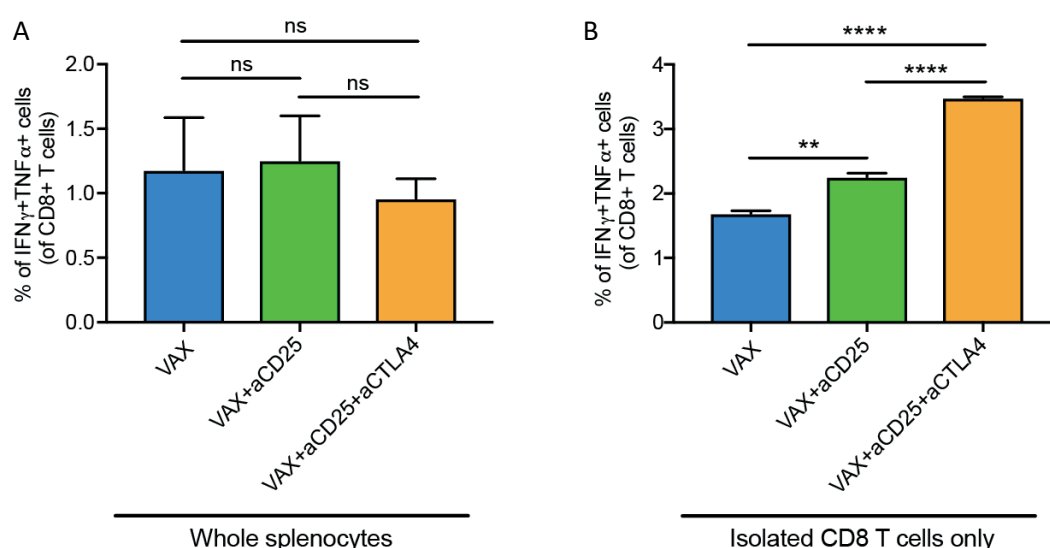 A
ns
ns
ns
% of IFNγ+TNFα+ cells
(of CD8+ T cells)
2.0
1.5
1.0
0.5
0.0
VAX
VAX+aCD25
VAX+aCD25+aCTLA4
Whole splenocytes
B
****
****
**
% of IFNγ+TNFα+ cells
(of CD8+ T cells)
4
3
2
1
0
VAX
VAX+aCD25
VAX+aCD25+aCTLA4
Isolated CD8 T cells only